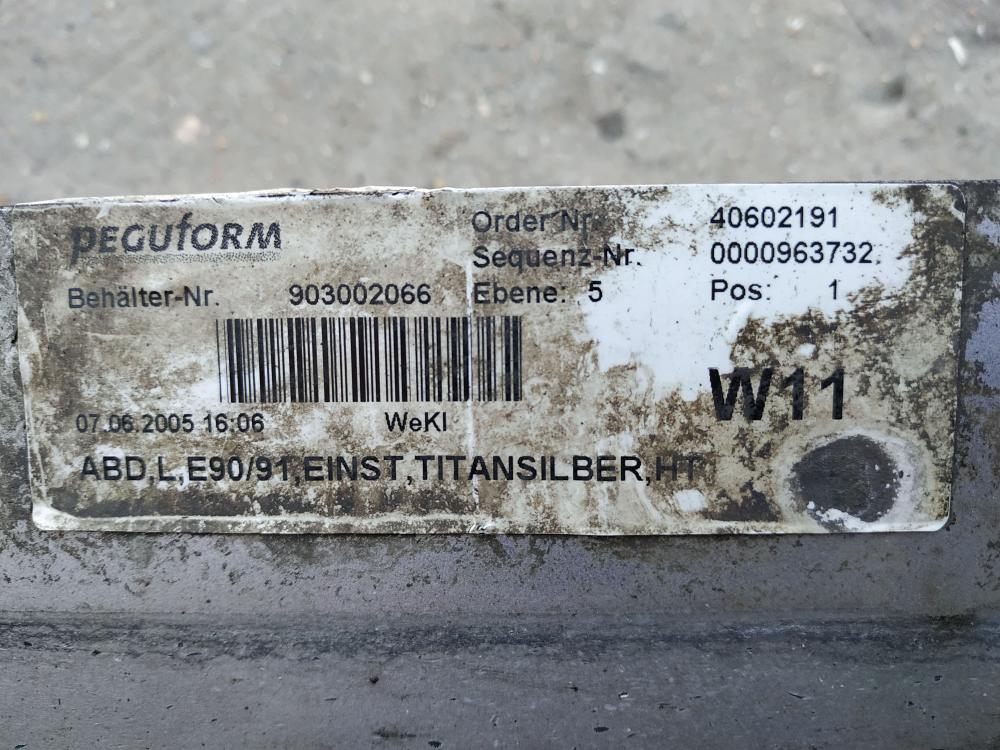 PEGUFORM
Order Nr. 40602191
Sequenz-Nr. 0000963732
Behälter-Nr. 903002066 Ebene: 5 Pos: 1
W11
07.06.2005 16:06 WeKl
ABD,L,E90/91,EINST,TITANSILBER,HT